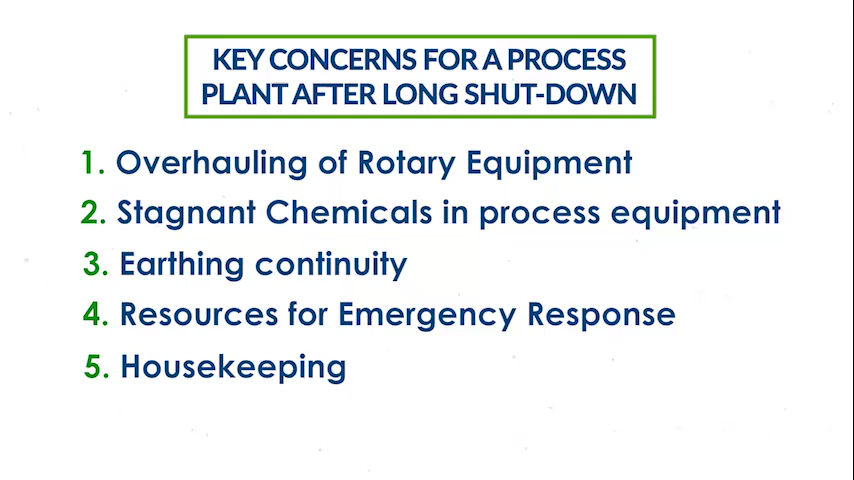 KEY CONCERNS FOR A PROCESS
PLANT AFTER LONG SHUT-DOWN
1. Overhauling of Rotary Equipment
2. Stagnant Chemicals in process equipment
3. Earthing continuity
4. Resources for Emergency Response
5. Housekeeping